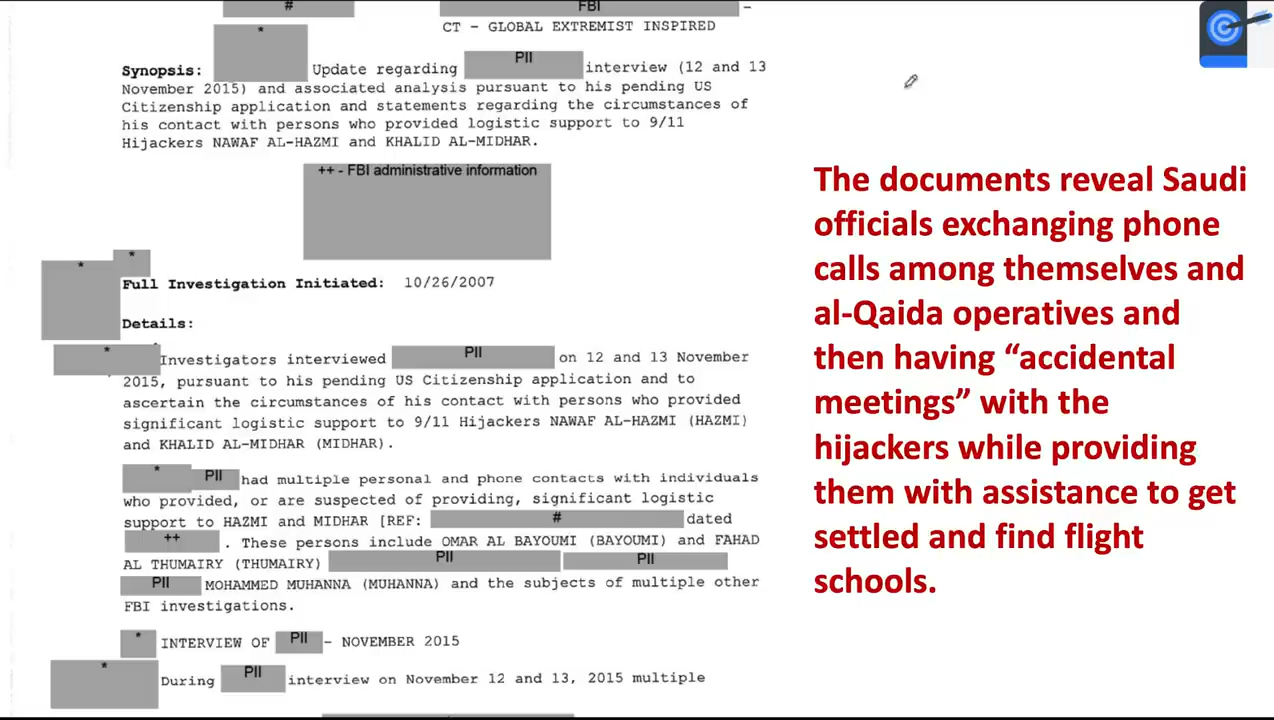 #
FBI
–
CT - GLOBAL EXTREMIST INSPIRED
*
Synopsis: Update regarding PII interview (12 and 13
November 2015) and associated analysis pursuant to his pending US
Citizenship application and statements regarding the circumstances of
his contact with persons who provided logistic support to 9/11
Hijackers NAWAF AL-HAZMI and KHALID AL-MIDHAR.
++ - FBI administrative information
*
*
Full Investigation Initiated: 10/26/2007
Details:
* Investigators interviewed PII on 12 and 13 November
2015, pursuant to his pending US Citizenship application and to
ascertain the circumstances of his contact with persons who provided
significant logistic support to 9/11 Hijackers NAWAF AL-HAZMI (HAZMI)
and KHALID AL-MIDHAR (MIDHAR).
* PII had multiple personal and phone contacts with individuals
who provided, or are suspected of providing, significant logistic
support to HAZMI and MIDHAR [REF: # dated
++ . These persons include OMAR AL BAYOUMI (BAYOUMI) and FAHAD
AL THUMAIRY (THUMAIRY) PII PII
PII MOHAMMED MUHANNA (MUHANNA) and the subjects of multiple other
FBI investigations.
* INTERVIEW OF PII – NOVEMBER 2015
* During PII interview on November 12 and 13, 2015 multiple
The documents reveal Saudi
officials exchanging phone
calls among themselves and
al-Qaida operatives and
then having “accidental
meetings” with the
hijackers while providing
them with assistance to get
settled and find flight
schools.